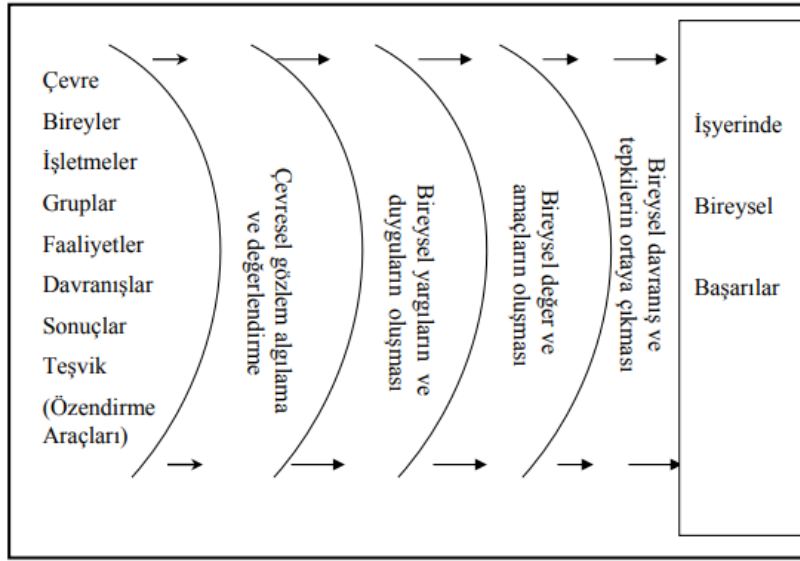 Çevre
Bireyler
İşletmeler
Gruplar
Faaliyetler
Davranışlar
Sonuçlar
Teşvik
(Özendirme
Araçları)
Çevresel gözlem algılama
ve değerlendirme
Bireysel yargıların ve
duyguların oluşması
Bireysel değer ve
amaçların oluşması
Bireysel davranış ve
tepkilerin ortaya çıkması
İşyerinde
Bireysel
Başarılar